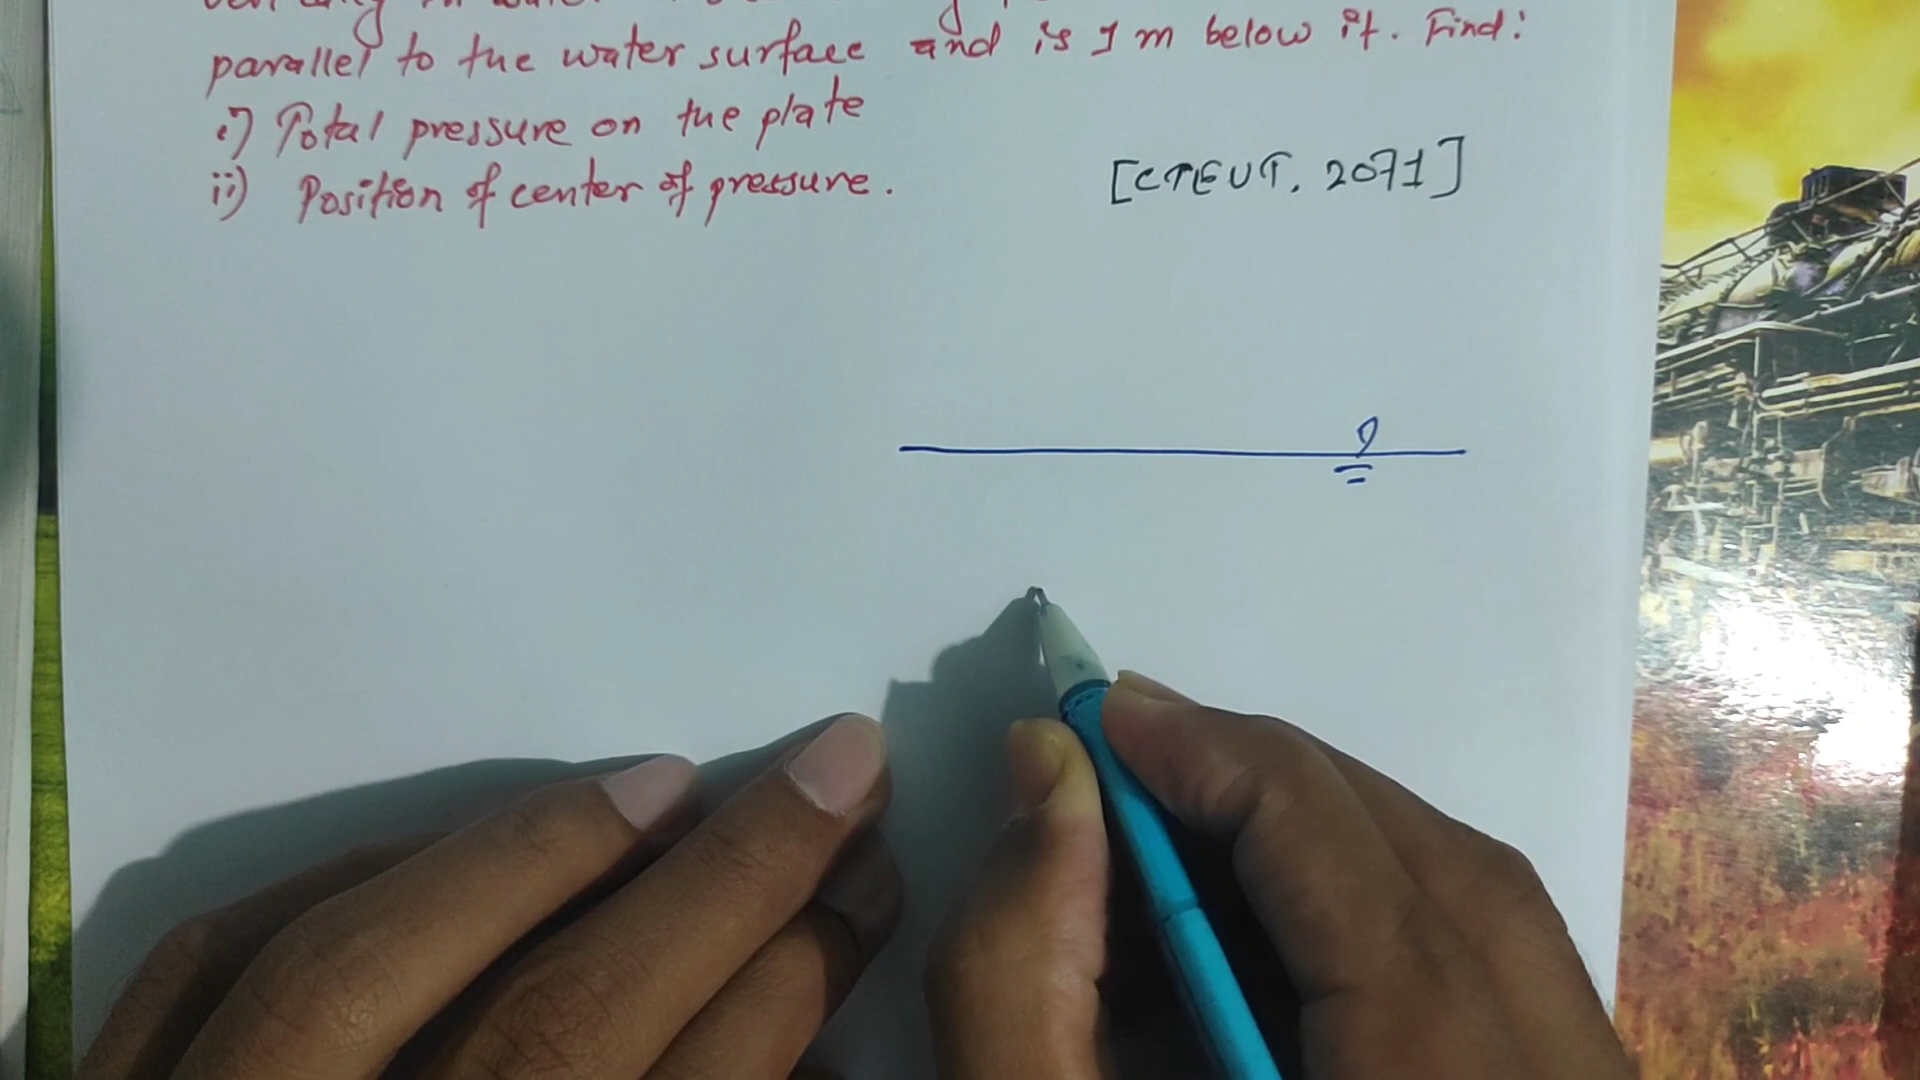 parallel to the water surface and is 1 m below it. Find:
i) Total pressure on the plate
ii) Position of center of pressure.
[CTEVT, 2071]